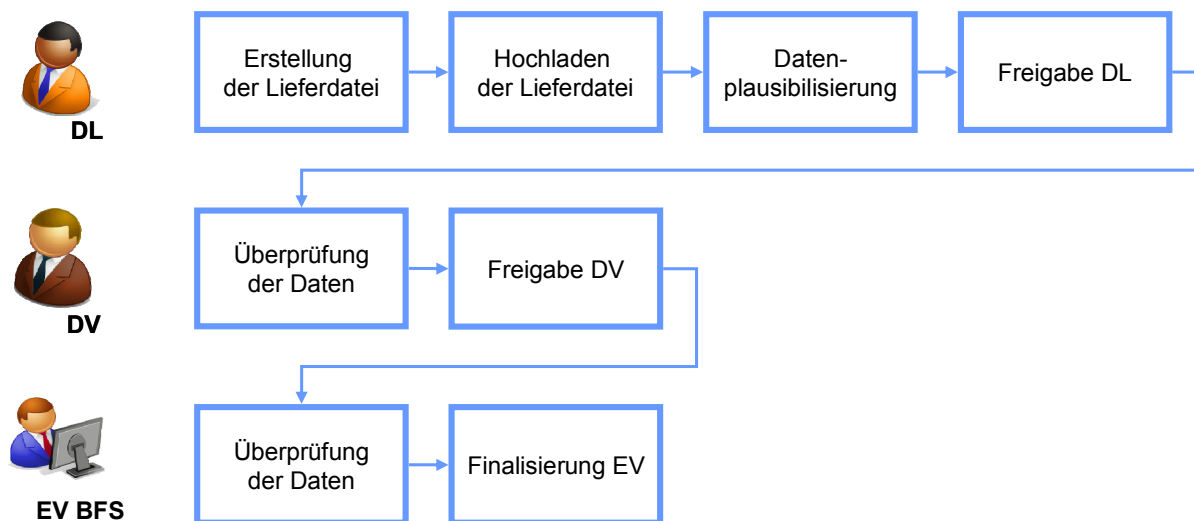 Erstellung
der Lieferdatei
Hochladen
der Lieferdatei
Daten-
plausibilisierung
Freigabe DL
DL
Überprüfung
der Daten
Freigabe DV
DV
Überprüfung
der Daten
Finalisierung EV
EV BFS